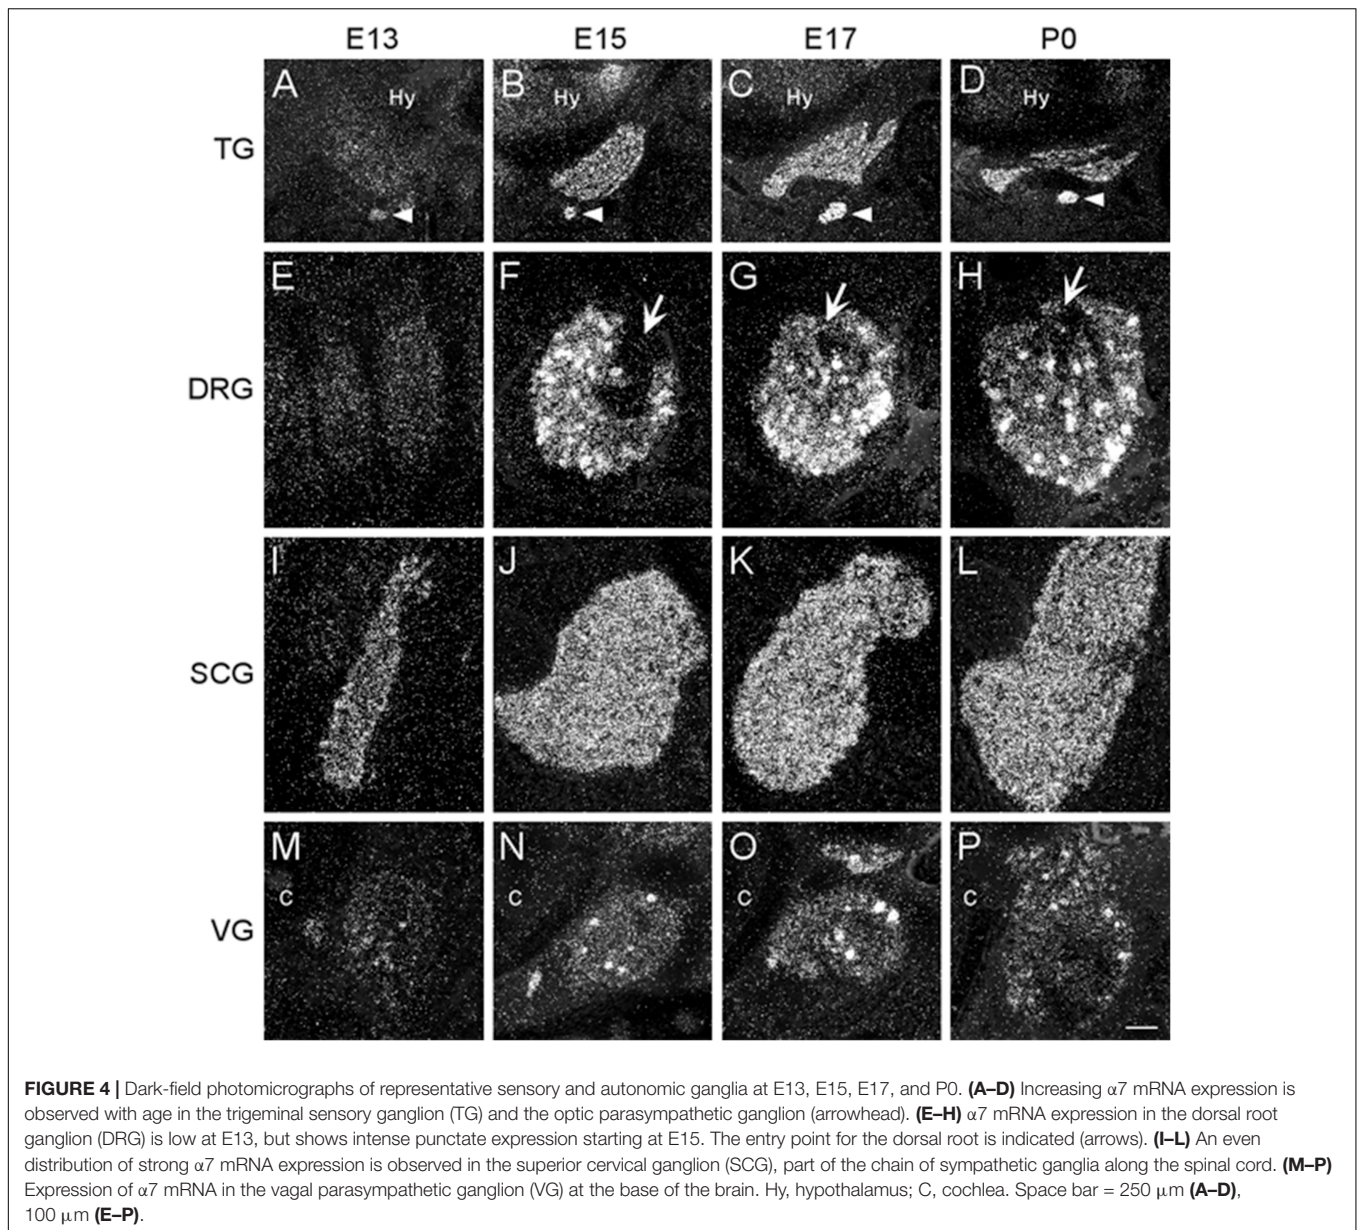 E13 E15 E17 P0
TG
A Hy
B Hy
C Hy
D Hy
DRG
E F G H
SCG
I J K L
VG
M c
N c
O c
P c
FIGURE 4 | Dark-field photomicrographs of representative sensory and autonomic ganglia at E13, E15, E17, and P0. (A–D) Increasing α7 mRNA expression is
observed with age in the trigeminal sensory ganglion (TG) and the optic parasympathetic ganglion (arrowhead). (E–H) α7 mRNA expression in the dorsal root
ganglion (DRG) is low at E13, but shows intense punctate expression starting at E15. The entry point for the dorsal root is indicated (arrows). (I–L) An even
distribution of strong α7 mRNA expression is observed in the superior cervical ganglion (SCG), part of the chain of sympathetic ganglia along the spinal cord. (M–P)
Expression of α7 mRNA in the vagal parasympathetic ganglion (VG) at the base of the brain. Hy, hypothalamus; C, cochlea. Space bar = 250 μm (A–D),
100 μm (E–P).